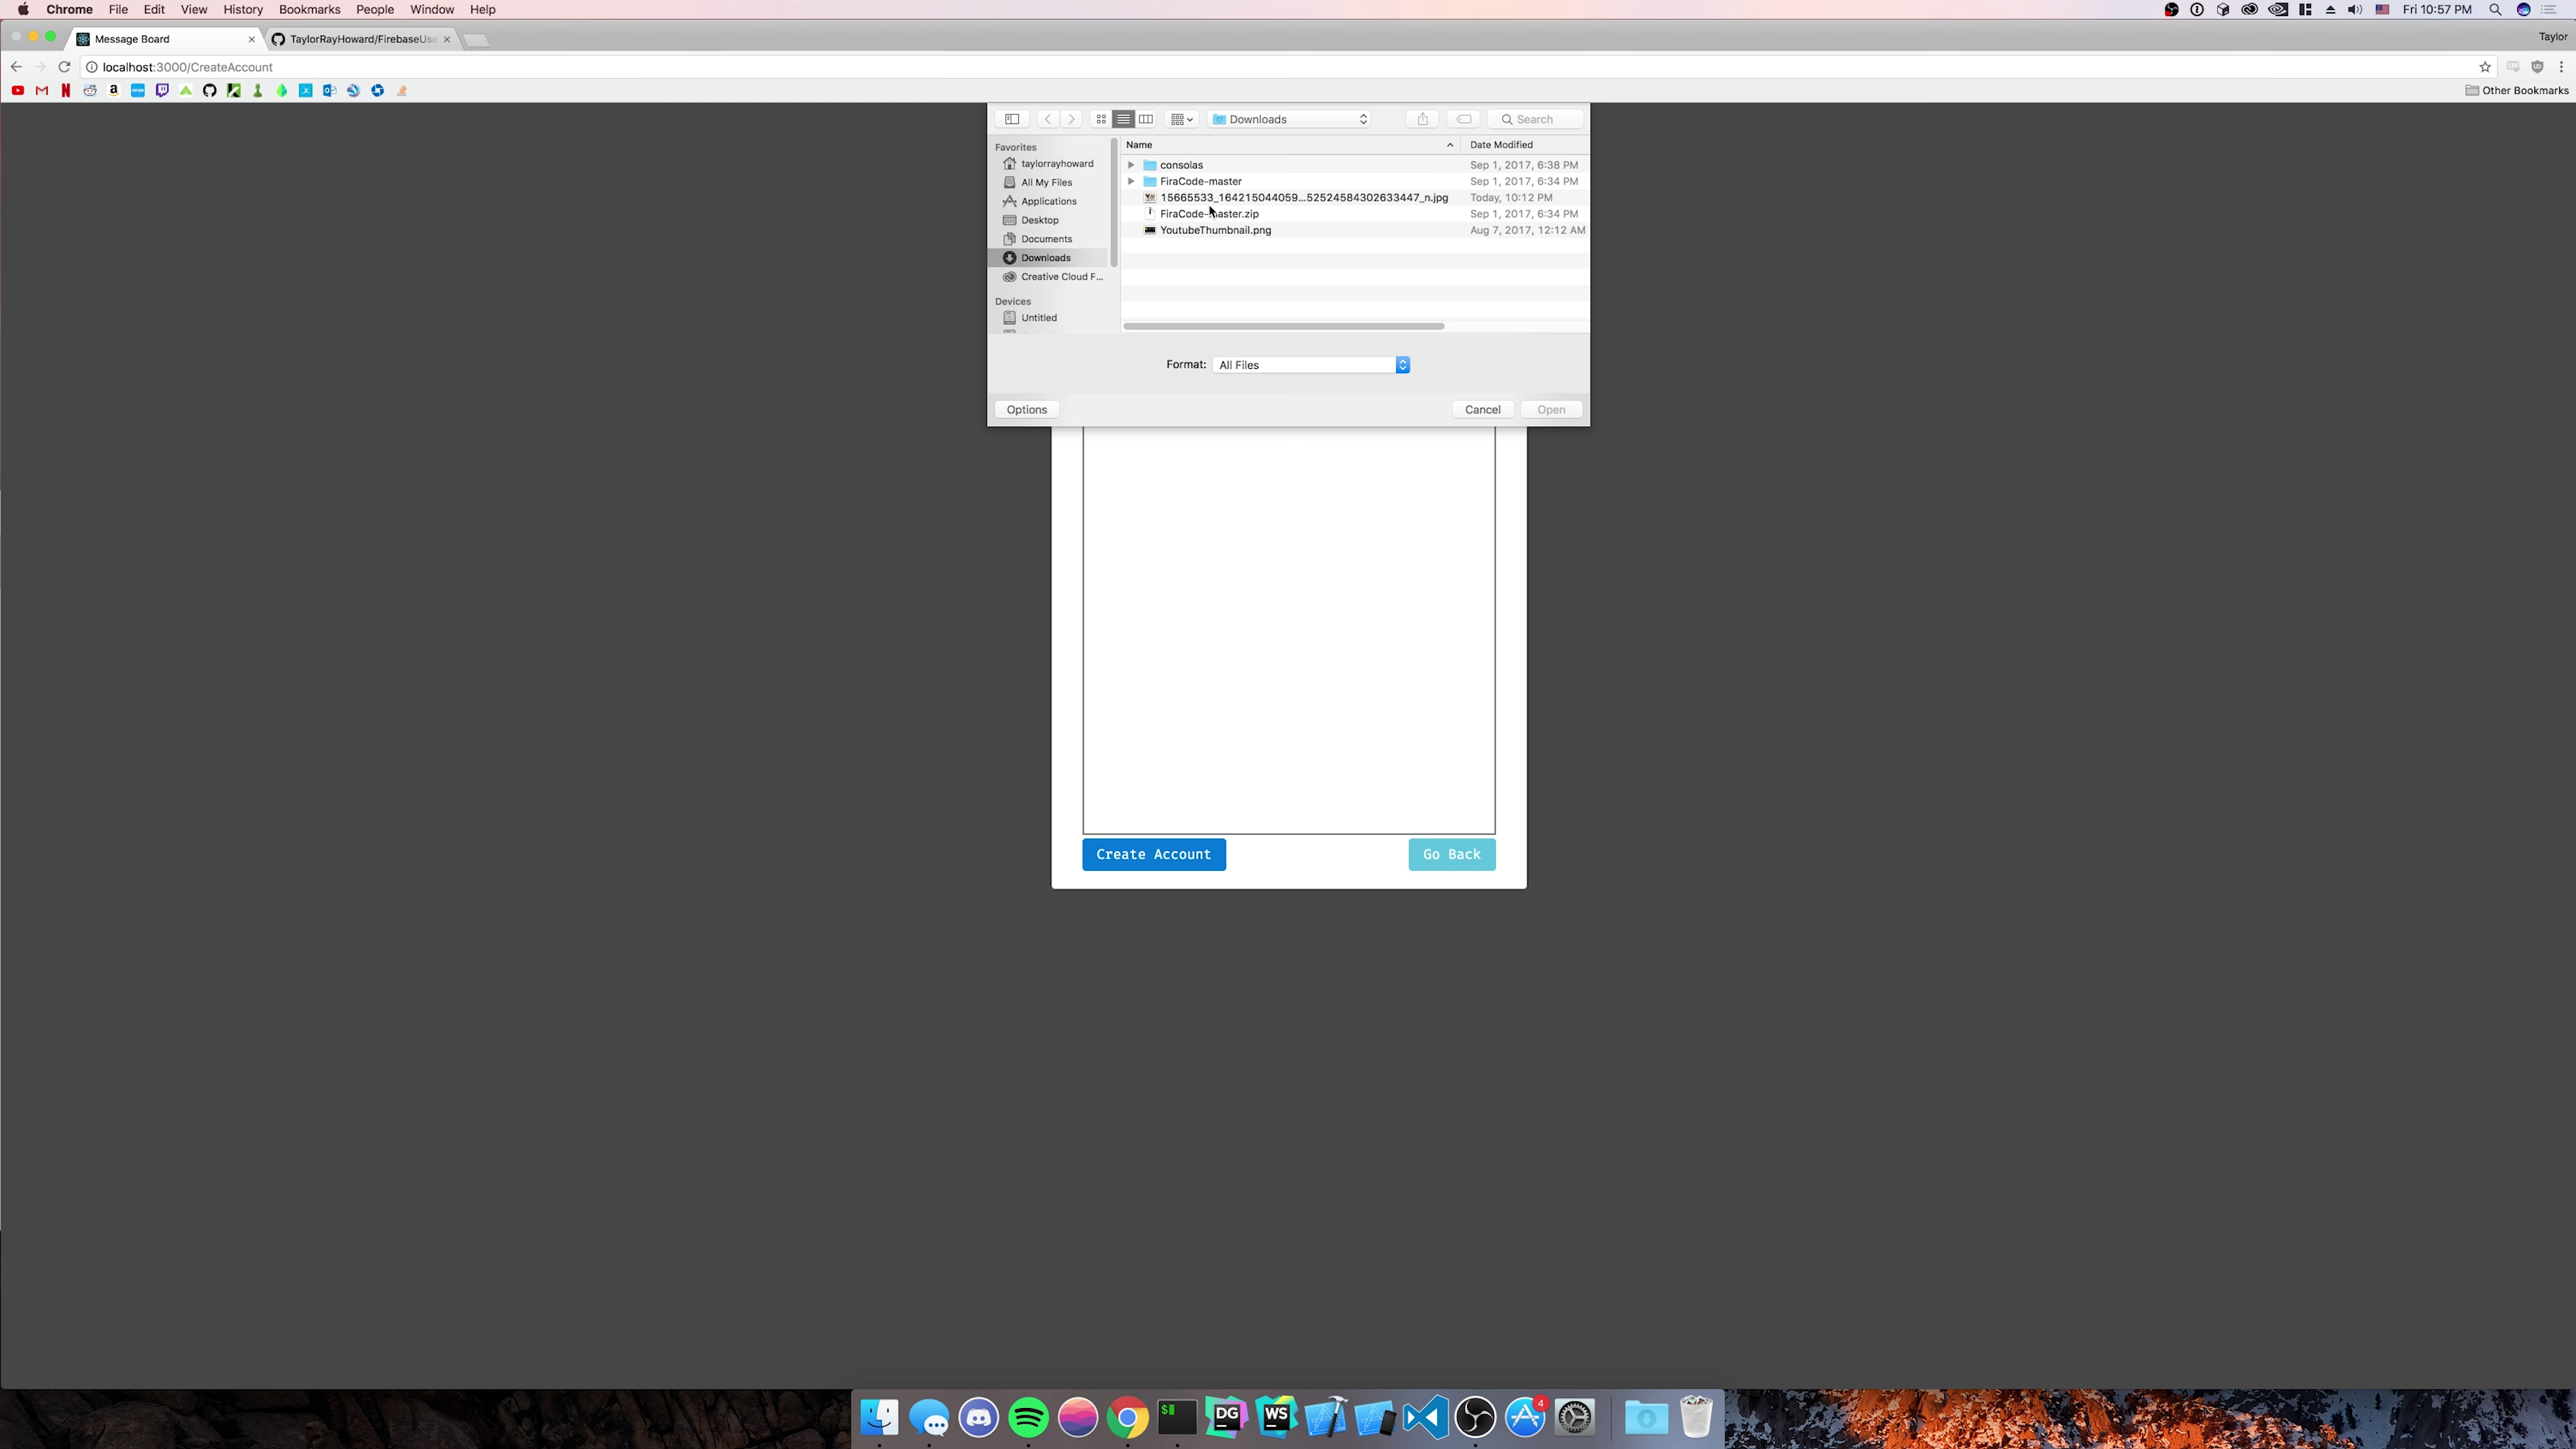 Chrome File Edit View History Bookmarks People Window Help
Fri 10:57 PM
Message Board
TaylorRayHoward/FirebaseUse
Taylor
localhost:3000/CreateAccount
Other Bookmarks
Downloads
Search
Favorites
taylorrayhoward
All My Files
Applications
Desktop
Documents
Downloads
Creative Cloud F...
Devices
Untitled
Name Date Modified
consolas Sep 1, 2017, 6:38 PM
FiraCode-master Sep 1, 2017, 6:34 PM
15665533_164215044059...52524584302633447_n.jpg Today, 10:12 PM
FiraCode-master.zip Sep 1, 2017, 6:34 PM
YoutubeThumbnail.png Aug 7, 2017, 12:12 AM
Format: All Files
Options Cancel Open
Create Account Go Back
$ DG WS 4